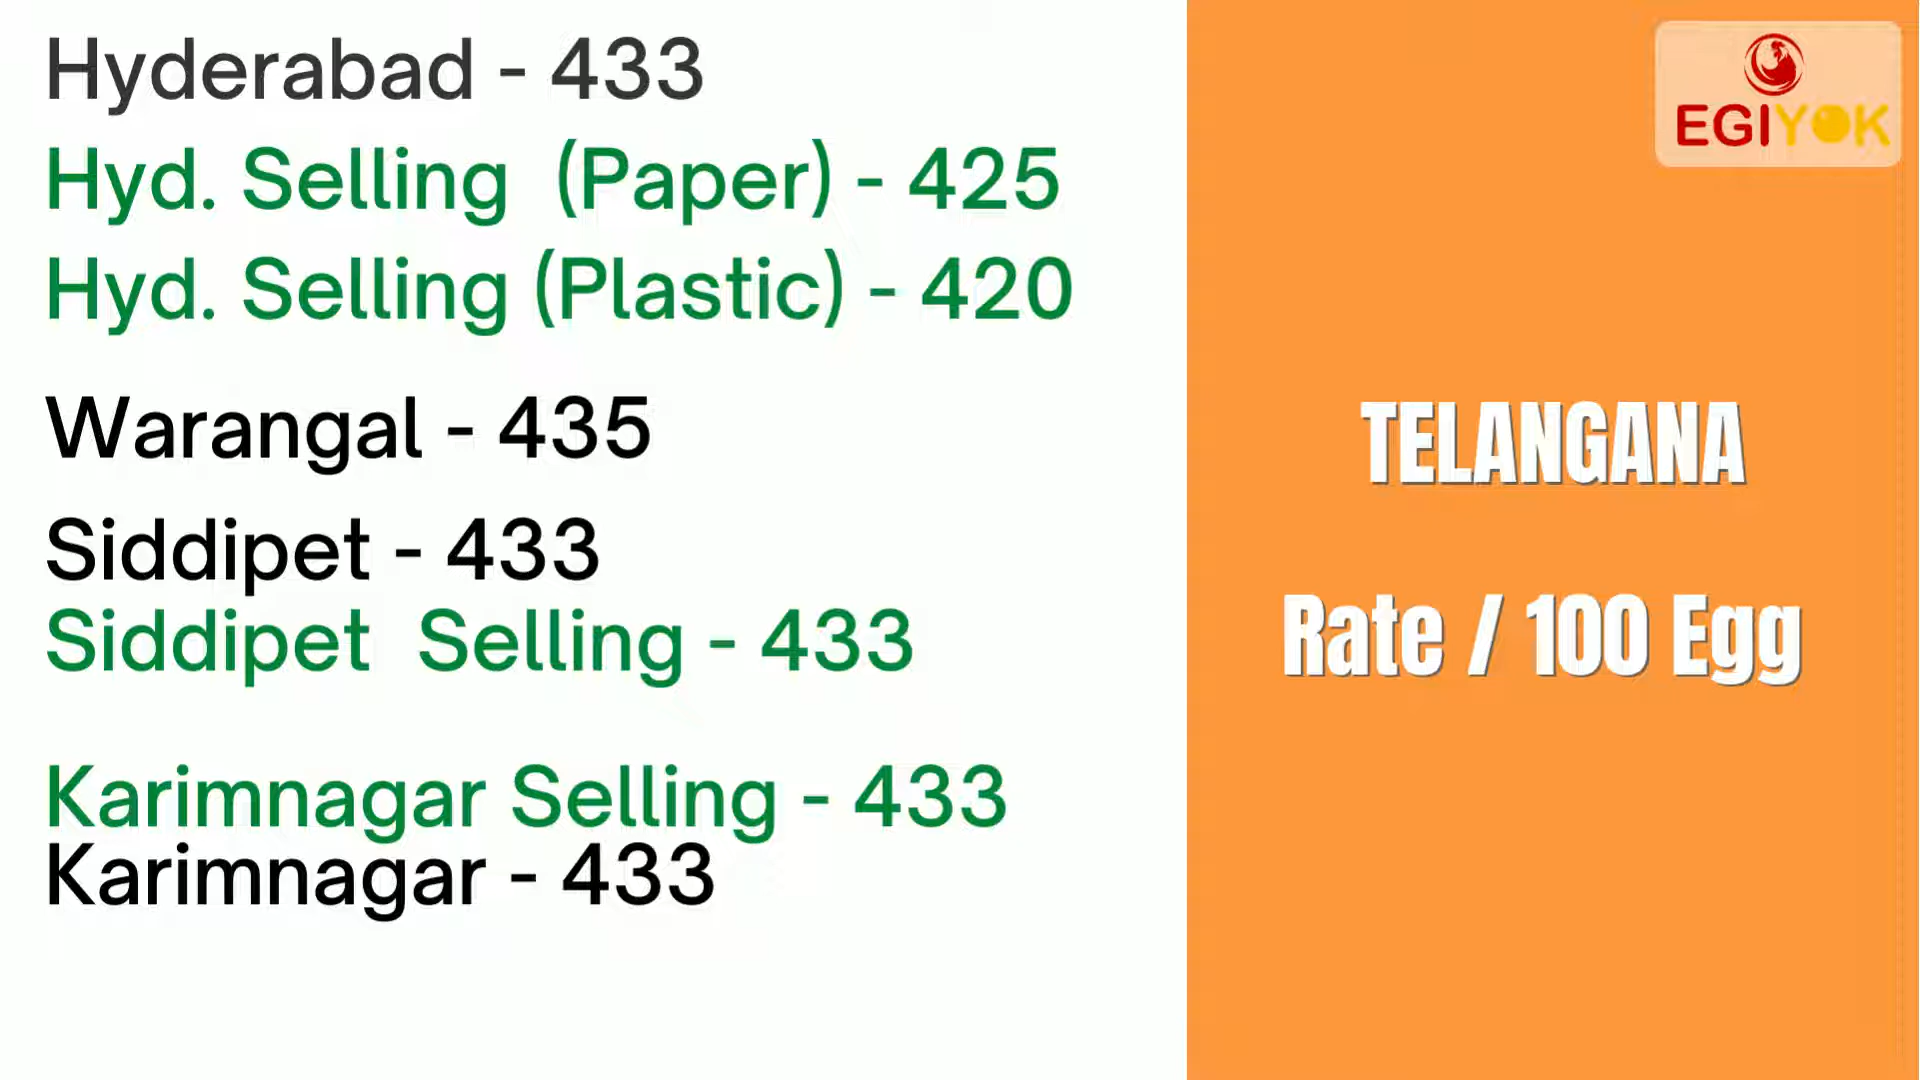 Hyderabad - 433
Hyd. Selling (Paper) - 425
Hyd. Selling (Plastic) - 420
Warangal - 435
Siddipet - 433
Siddipet Selling - 433
Karimnagar Selling - 433
Karimnagar - 433
EGIYOK
TELANGANA
Rate / 100 Egg